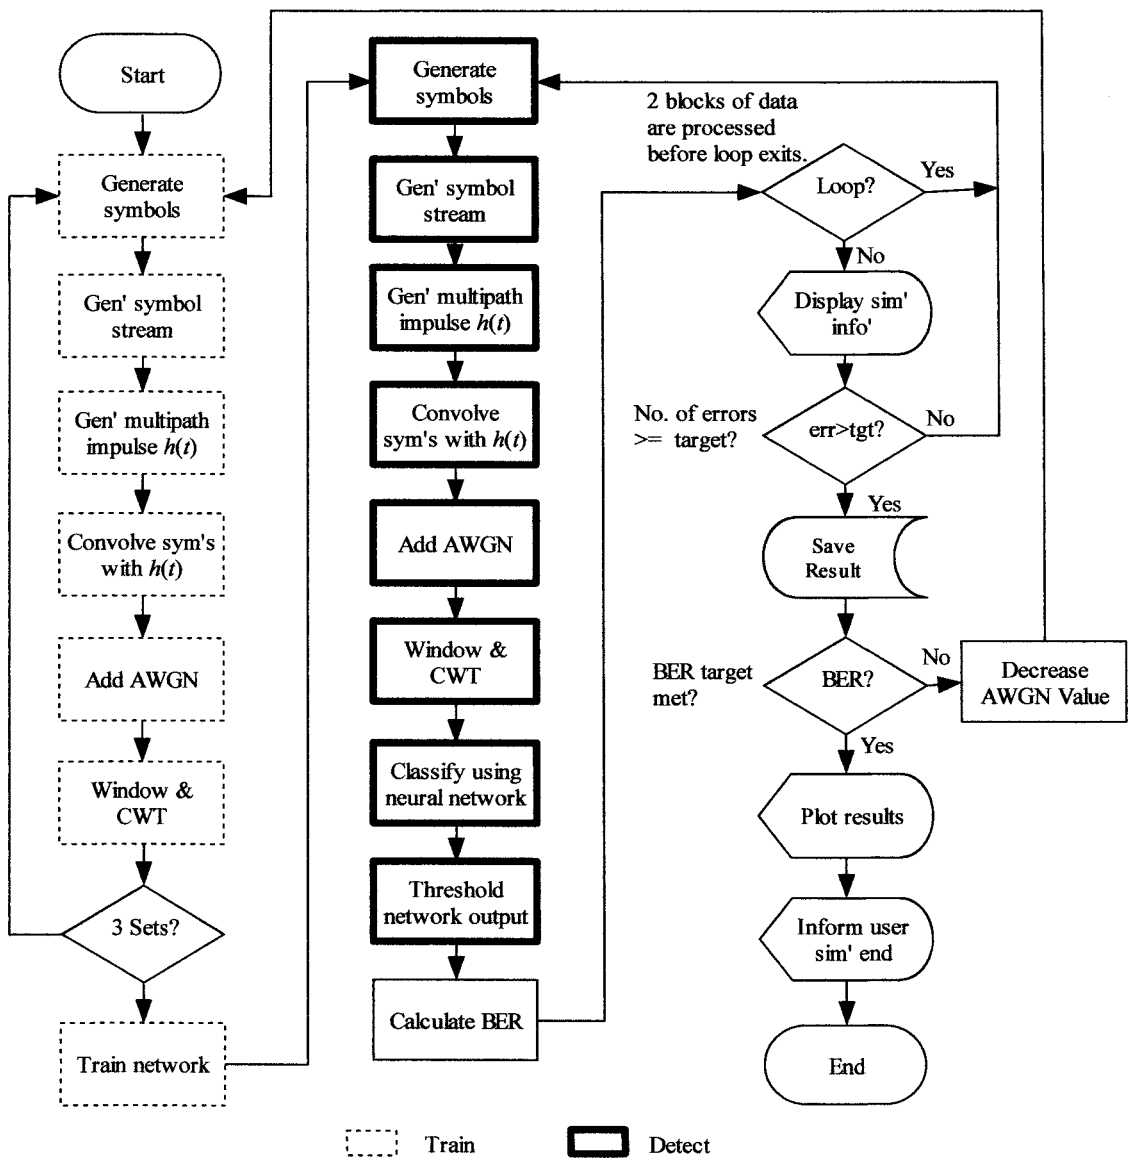 Start
Generate
symbols
Gen' symbol
stream
Gen' multipath
impulse h(t)
Convolve sym's
with h(t)
Add AWGN
Window &
CWT
3 Sets?
Train network
Generate
symbols
Gen' symbol
stream
Gen' multipath
impulse h(t)
Convolve
sym's with h(t)
Add AWGN
Window &
CWT
Classify using
neural network
Threshold
network output
Calculate BER
2 blocks of data
are processed
before loop exits.
Loop?
Yes
No
Display sim'
info'
No. of errors
>= target?
err>tgt?
No
Yes
Save
Result
BER target
met?
BER?
No
Decrease
AWGN Value
Yes
Plot results
Inform user
sim' end
End
Train
Detect